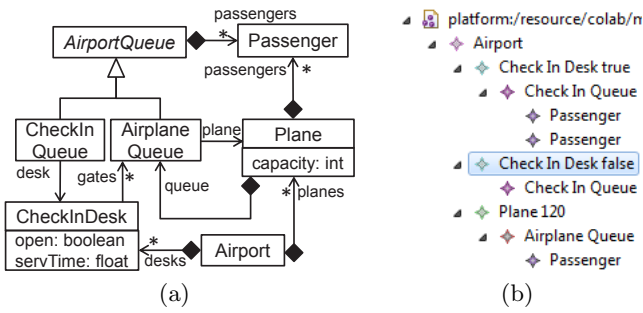 passengers
AirportQueue
*
Passenger
passengers
*
CheckIn
Queue
Airplane
Queue
plane
Plane
capacity: int
desk
gates
*
queue
*
planes
CheckInDesk
open: boolean
servTime: float
*
desks
Airport
(a)
platform:/resource/colab/m
Airport
Check In Desk true
Check In Queue
Passenger
Passenger
Check In Desk false
Check In Queue
Plane 120
Airplane Queue
Passenger
(b)